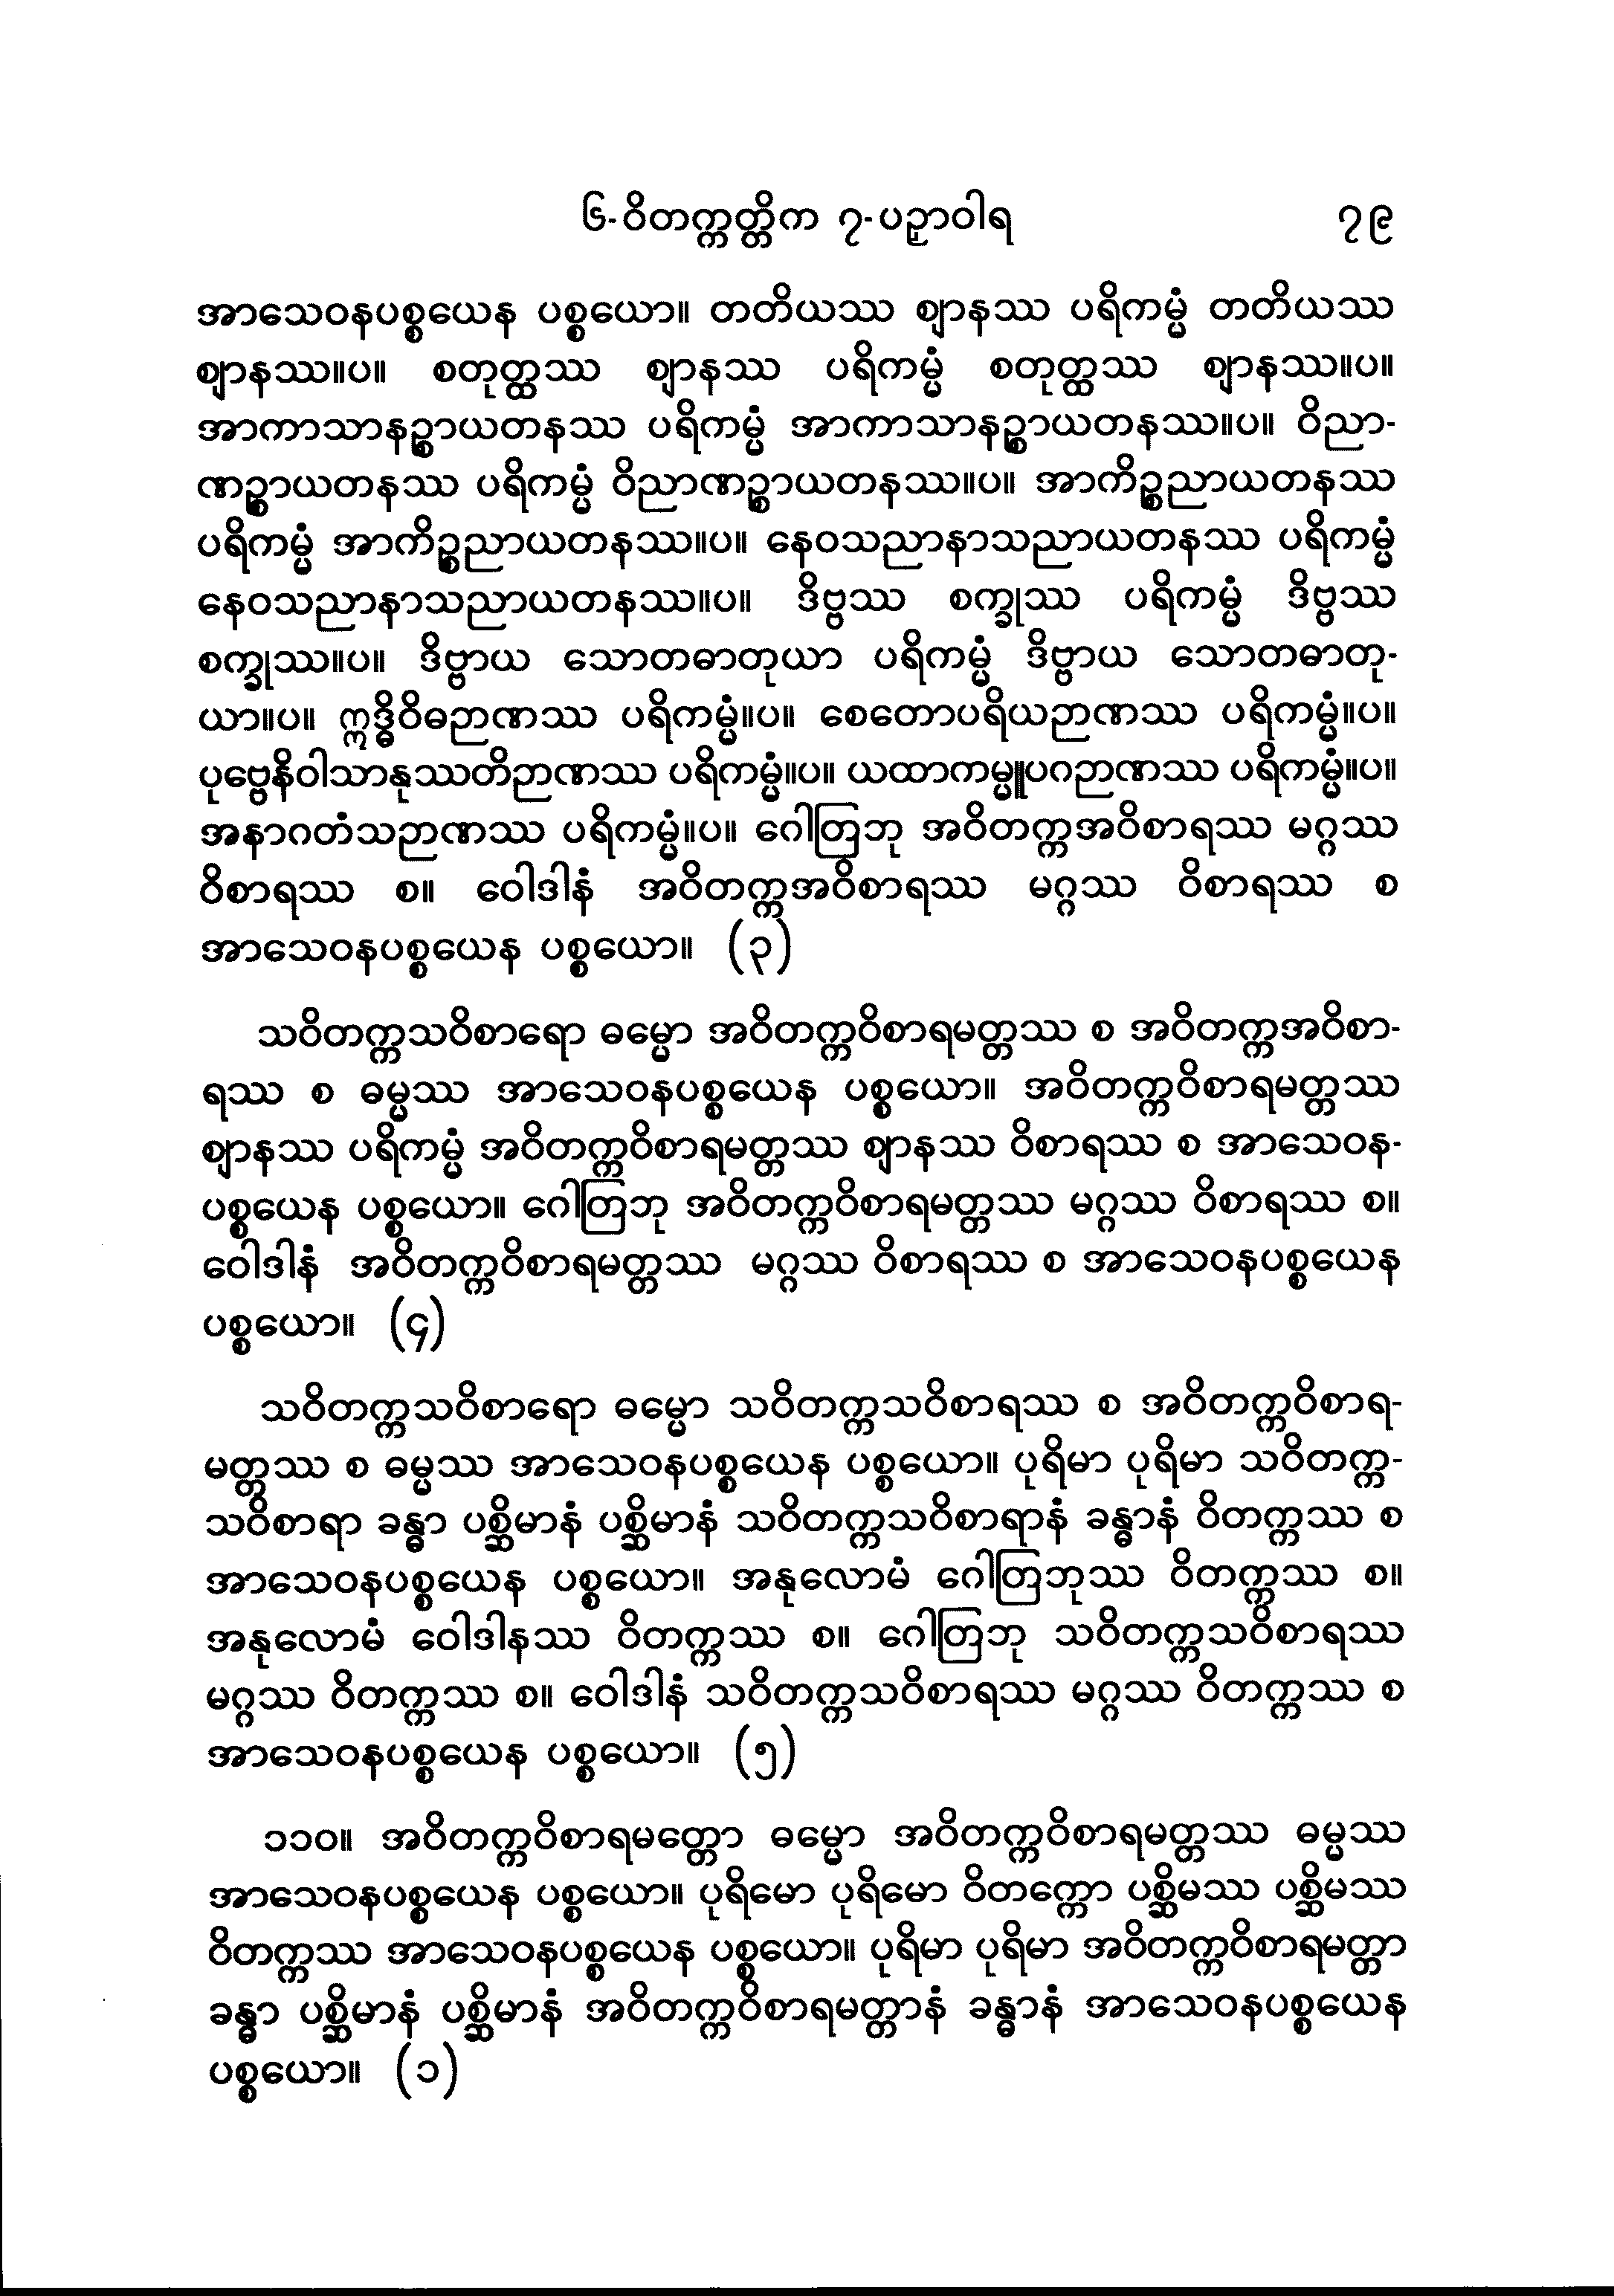 ၆-ဝိတက္ကတ္တိက ၇-ပဉှာဝါရ ၇၉
အာသေဝနပစ္စယေန ပစ္စယော။ တတိယဿ ဈာနဿ ပရိကမ္မံ တတိယဿ
ဈာနဿ။ပ။ စတုတ္ထဿ ဈာနဿ ပရိကမ္မံ စတုတ္ထဿ ဈာနဿ။ပ။
အာကာသာနဉ္စာယတနဿ ပရိကမ္မံ အာကာသာနဉ္စာယတနဿ။ပ။ ဝိညာ-
ဏဉ္စာယတနဿ ပရိကမ္မံ ဝိညာဏဉ္စာယတနဿ။ပ။ အာကိဉ္စညာယတနဿ
ပရိကမ္မံ အာကိဉ္စညာယတနဿ။ပ။ နေဝသညာနာသညာယတနဿ ပရိကမ္မံ
နေဝသညာနာသညာယတနဿ။ပ။ ဒိဗ္ဗဿ စက္ခုဿ ပရိကမ္မံ ဒိဗ္ဗဿ
စက္ခုဿ။ပ။ ဒိဗ္ဗာယ သောတဓာတုယာ ပရိကမ္မံ ဒိဗ္ဗာယ သောတဓာတု-
ယာ။ပ။ ဣဒ္ဓိဝိဓဉာဏဿ ပရိကမ္မံ။ပ။ စေတောပရိယဉာဏဿ ပရိကမ္မံ။ပ။
ပုဗ္ဗေနိဝါသာနုဿတိဉာဏဿ ပရိကမ္မံ။ပ။ ယထာကမ္မူပဂဉာဏဿ ပရိကမ္မံ။ပ။
အနာဂတံသဉာဏဿ ပရိကမ္မံ။ပ။ ဂေါတြဘု အဝိတက္ကအဝိစာရဿ မဂ္ဂဿ
ဝိစာရဿ စ။ ဝေါဒါနံ အဝိတက္ကအဝိစာရဿ မဂ္ဂဿ ဝိစာရဿ စ
အာသေဝနပစ္စယေန ပစ္စယော။ (၃)
သဝိတက္ကသဝိစာရော ဓမ္မော အဝိတက္ကဝိစာရမတ္တဿ စ အဝိတက္ကအဝိစာ-
ရဿ စ ဓမ္မဿ အာသေဝနပစ္စယေန ပစ္စယော။ အဝိတက္ကဝိစာရမတ္တဿ
ဈာနဿ ပရိကမ္မံ အဝိတက္ကဝိစာရမတ္တဿ ဈာနဿ ဝိစာရဿ စ အာသေဝန-
ပစ္စယေန ပစ္စယော။ ဂေါတြဘု အဝိတက္ကဝိစာရမတ္တဿ မဂ္ဂဿ ဝိစာရဿ စ။
ဝေါဒါနံ အဝိတက္ကဝိစာရမတ္တဿ မဂ္ဂဿ ဝိစာရဿ စ အာသေဝနပစ္စယေန
ပစ္စယော။ (၄)
သဝိတက္ကသဝိစာရော ဓမ္မော သဝိတက္ကသဝိစာရဿ စ အဝိတက္ကဝိစာရ-
မတ္တဿ စ ဓမ္မဿ အာသေဝနပစ္စယေန ပစ္စယော။ ပုရိမာ ပုရိမာ သဝိတက္က-
သဝိစာရာ ခန္ဓာ ပစ္ဆိမာနံ ပစ္ဆိမာနံ သဝိတက္ကသဝိစာရာနံ ခန္ဓာနံ ဝိတက္ကဿ စ
အာသေဝနပစ္စယေန ပစ္စယော။ အနုလောမံ ဂေါတြဘုဿ ဝိတက္ကဿ စ။
အနုလောမံ ဝေါဒါနဿ ဝိတက္ကဿ စ။ ဂေါတြဘု သဝိတက္ကသဝိစာရဿ
မဂ္ဂဿ ဝိတက္ကဿ စ။ ဝေါဒါနံ သဝိတက္ကသဝိစာရဿ မဂ္ဂဿ ဝိတက္ကဿ စ
အာသေဝနပစ္စယေန ပစ္စယော။ (၅)
၁၁၀။ အဝိတက္ကဝိစာရမတ္တော ဓမ္မော အဝိတက္ကဝိစာရမတ္တဿ ဓမ္မဿ
အာသေဝနပစ္စယေန ပစ္စယော။ ပုရိမော ပုရိမော ဝိတက္ကော ပစ္ဆိမဿ ပစ္ဆိမဿ
ဝိတက္ကဿ အာသေဝနပစ္စယေန ပစ္စယော။ ပုရိမာ ပုရိမာ အဝိတက္ကဝိစာရမတ္တာ
ခန္ဓာ ပစ္ဆိမာနံ ပစ္ဆိမာနံ အဝိတက္ကဝိစာရမတ္တာနံ ခန္ဓာနံ အာသေဝနပစ္စယေန
ပစ္စယော။ (၁)